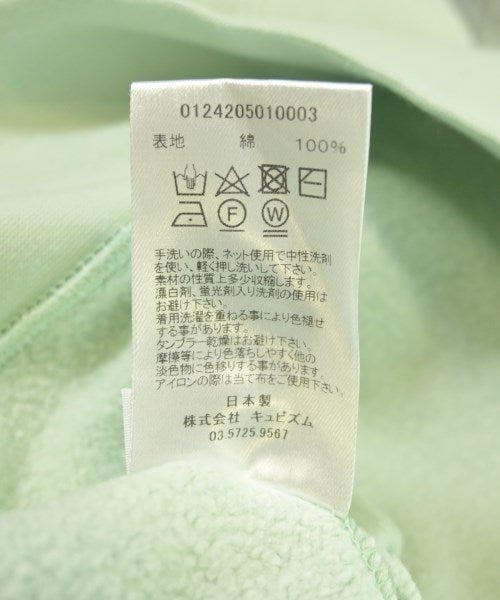 0124205010003
表地 綿 100%
F W
手洗いの際、ネット使用で中性洗剤
を使い、軽く押し洗いして下さい。
素材の性質上多少収縮します。
漂白剤、蛍光剤入り洗剤の使用は
お避け下さい。
着用洗濯を重ねる事により色褪せ
する事があります。
タンブラー乾燥はお避け下さい。
摩擦等により色落ちしやすく他の
淡色物に色移りする事があります。
アイロンの際は当て布をご使用下さい。
日本製
株式会社 キュビズム
03.5725.9567